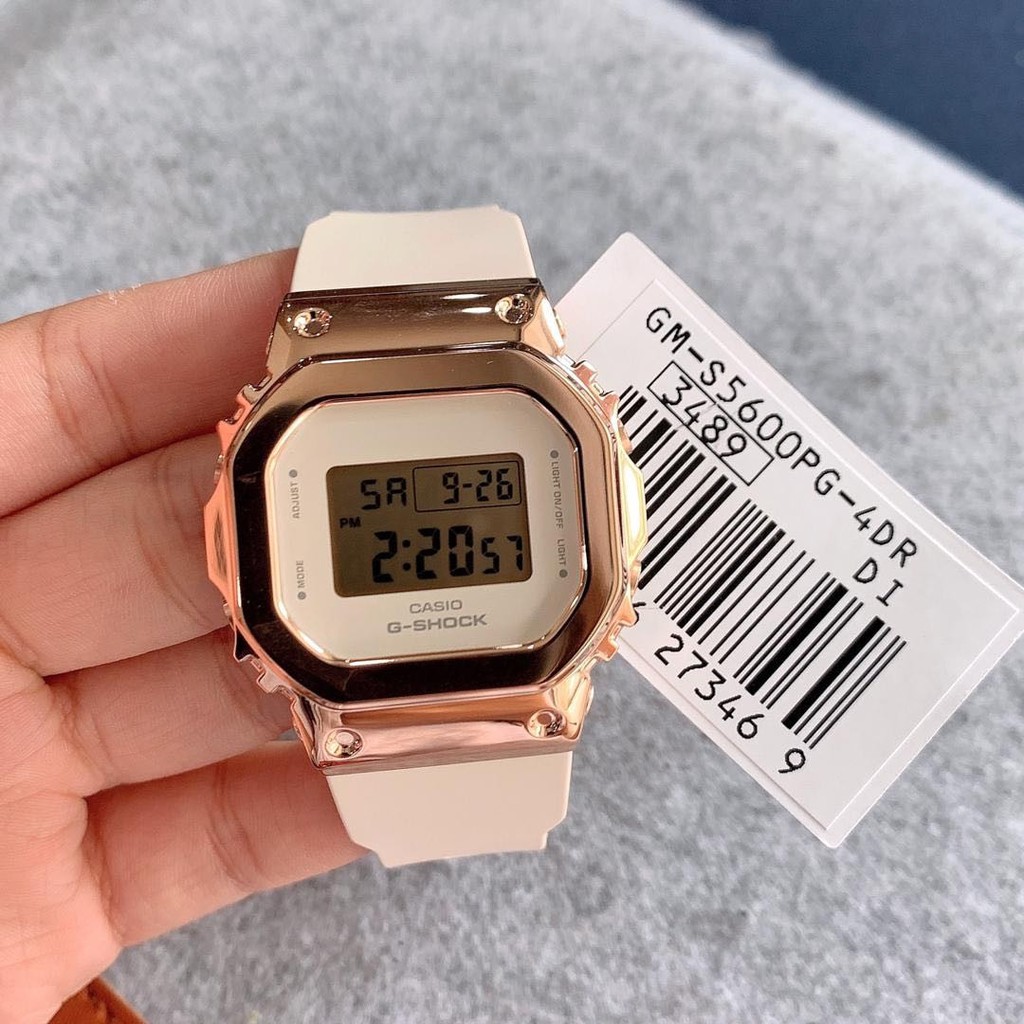 ADJUST
MODE
LIGHT ON/OFF
LIGHT
SA 9-26
PM
2:20 57
CASIO
G-SHOCK
GM-S5600PG-4DR
3489
DI
27346 9